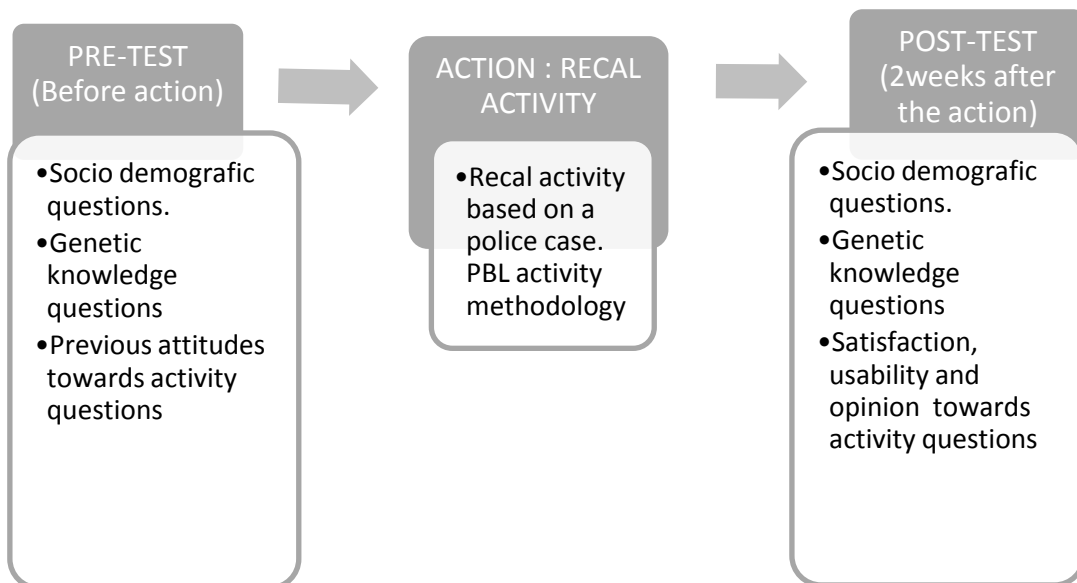 PRE-TEST
(Before action)
•Socio demografic
questions.
•Genetic
knowledge
questions
•Previous attitudes
towards activity
questions
ACTION : RECAL
ACTIVITY
•Recal activity
based on a
police case.
PBL activity
methodology
POST-TEST
(2weeks after
the action)
•Socio demografic
questions.
•Genetic
knowledge
questions
•Satisfaction,
usability and
opinion towards
activity questions